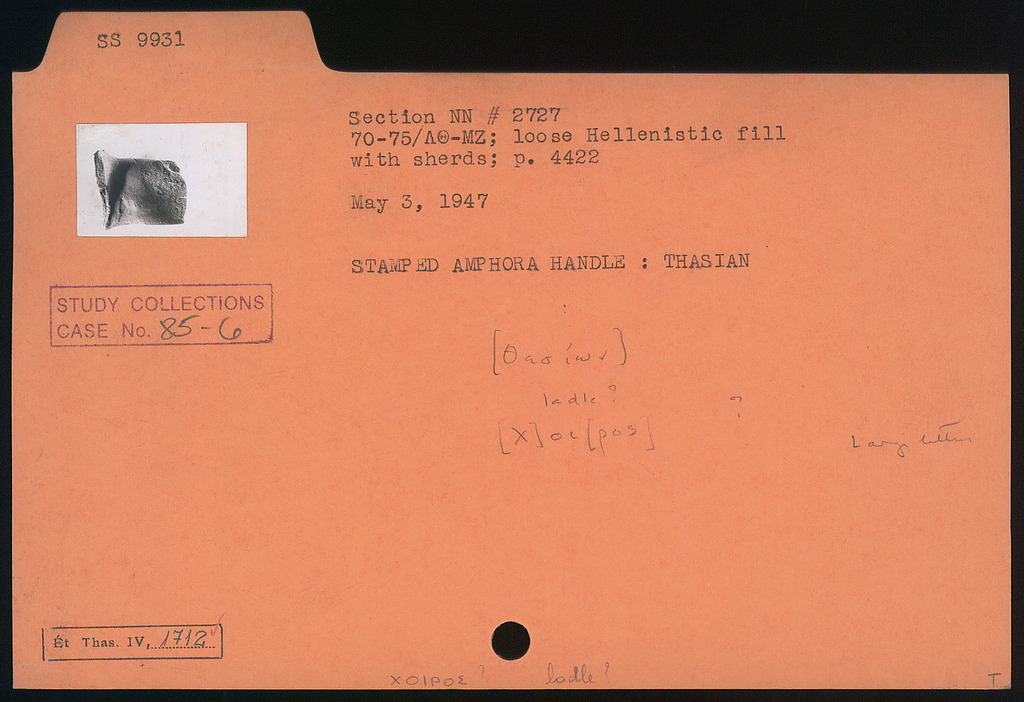 SS 9931
Section NN # 2727
70-75/ΛΘ-ΜΖ; loose Hellenistic fill
with sherds; p. 4422
May 3, 1947
STAMPED AMPHORA HANDLE : THASIAN
STUDY COLLECTIONS
CASE No. 85-6
[Θασίων]
ladle? ?
[Χ]οι[ρος]
Large letters
Ét Thas. IV, 1712
ΧΟΙΡΟΣ? ladle?
T